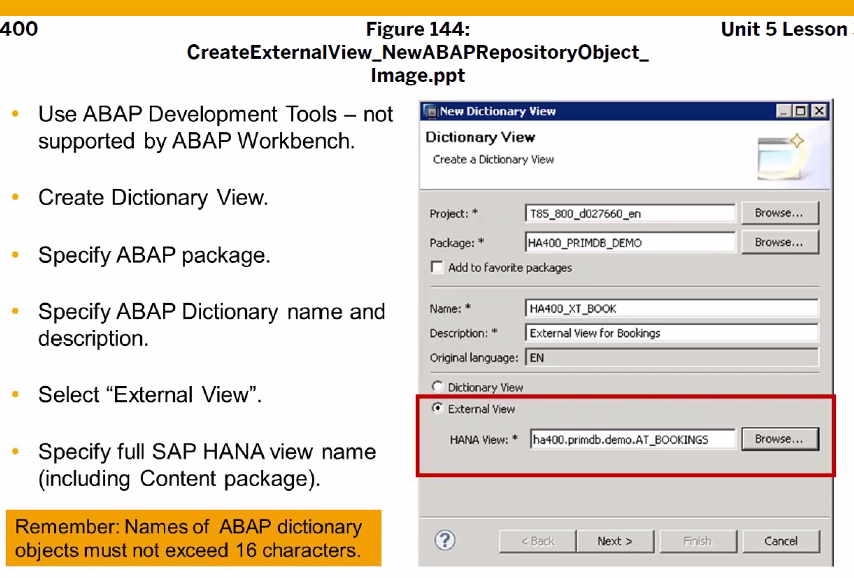 400
Figure 144:
CreateExternalView_NewABAPRepositoryObject_
Image.ppt
Unit 5 Lesson
• Use ABAP Development Tools – not
supported by ABAP Workbench.
• Create Dictionary View.
• Specify ABAP package.
• Specify ABAP Dictionary name and
description.
• Select “External View”.
• Specify full SAP HANA view name
(including Content package).
Remember: Names of ABAP dictionary
objects must not exceed 16 characters.
New Dictionary View
Dictionary View
Create a Dictionary View
Project: * T85_800_d027660_en Browse...
Package: * HA400_PRIMDB_DEMO Browse...
Add to favorite packages
Name: * HA400_XT_BOOK
Description: * External View for Bookings
Original language: EN
Dictionary View
External View
HANA View: * ha400.primdb.demo.AT_BOOKINGS Browse...
? < Back Next > Finish Cancel